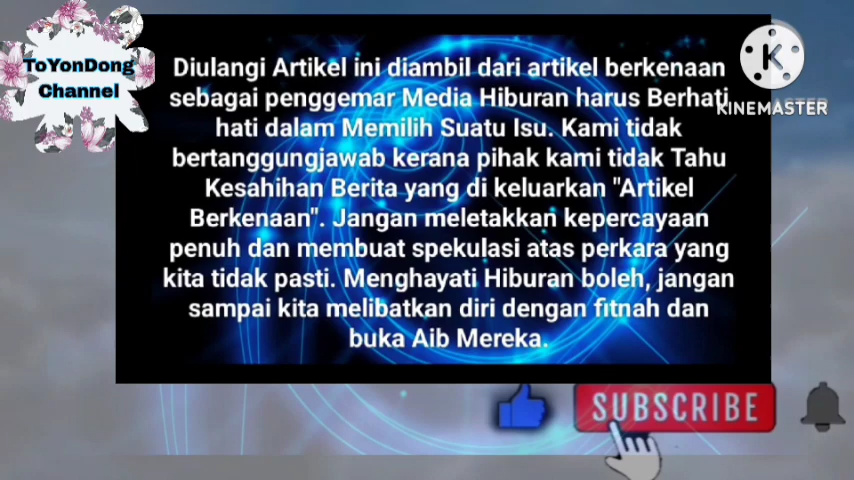 ToYonDong
Channel
Diulangi Artikel ini diambil dari artikel berkenaan
sebagai penggemar Media Hiburan harus Berhati
hati dalam Memilih Suatu Isu. Kami tidak
bertanggungjawab kerana pihak kami tidak Tahu
Kesahihan Berita yang di keluarkan "Artikel
Berkenaan". Jangan meletakkan kepercayaan
penuh dan membuat spekulasi atas perkara yang
kita tidak pasti. Menghayati Hiburan boleh, jangan
sampai kita melibatkan diri dengan fitnah dan
buka Aib Mereka.
K
KINEMASTER
SUBSCRIBE